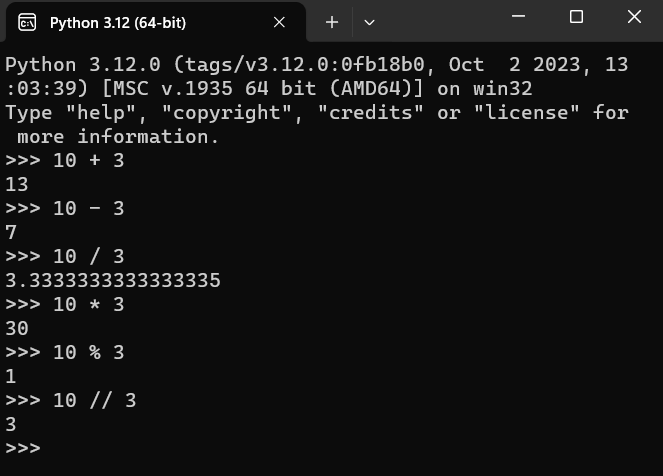 Python 3.12 (64-bit)
Python 3.12.0 (tags/v3.12.0:0fb18b0, Oct  2 2023, 13
:03:39) [MSC v.1935 64 bit (AMD64)] on win32
Type "help", "copyright", "credits" or "license" for
 more information.
>>> 10 + 3
13
>>> 10 - 3
7
>>> 10 / 3
3.3333333333333335
>>> 10 * 3
30
>>> 10 % 3
1
>>> 10 // 3
3
>>>